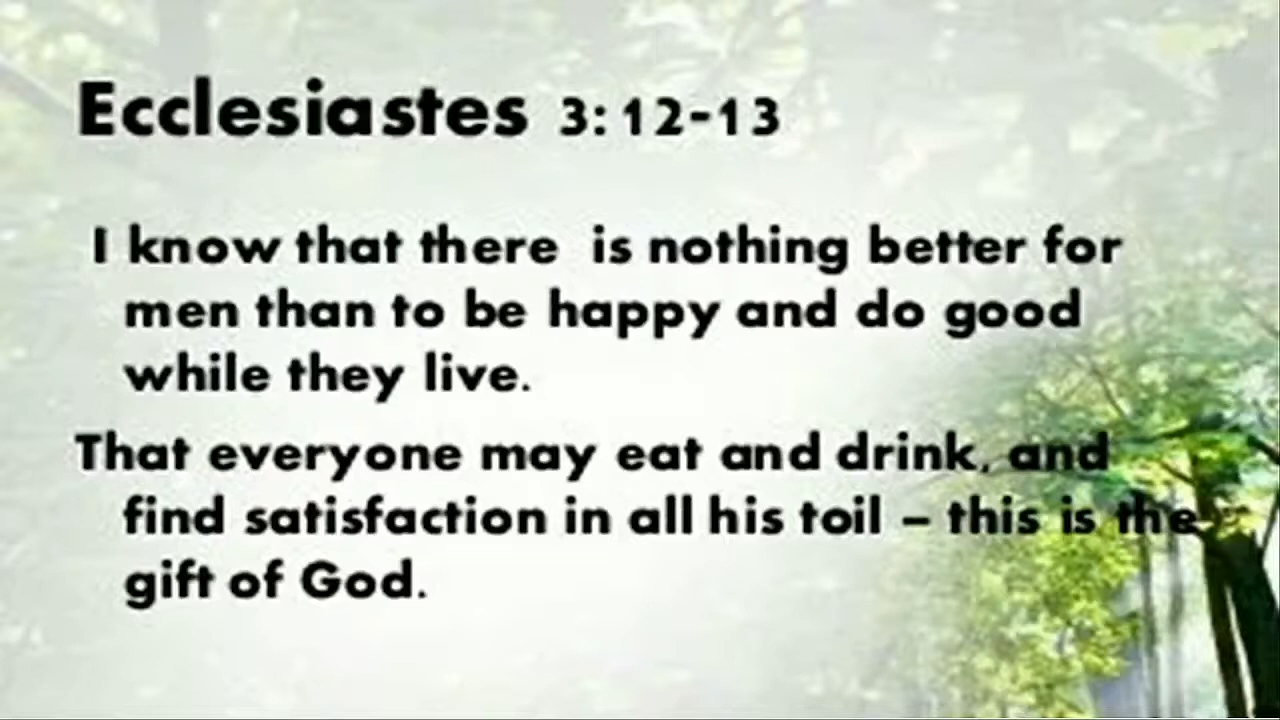 Ecclesiastes 3:12-13
I know that there is nothing better for
men than to be happy and do good
while they live.
That everyone may eat and drink, and
find satisfaction in all his toil – this is the
gift of God.